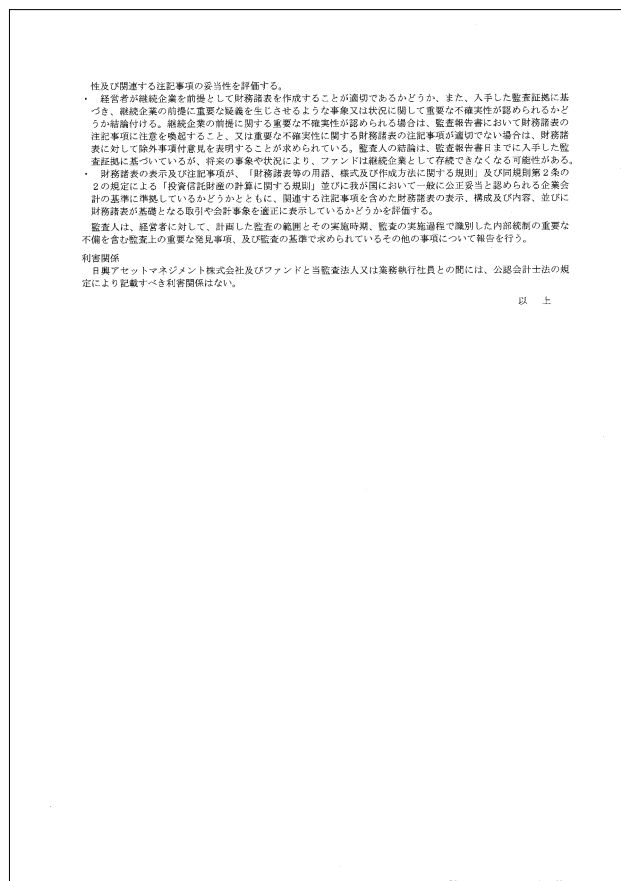 性及び関連する注記事項の妥当性を評価する。
・ 経営者が継続企業を前提として財務諸表を作成することが適切であるかどうか、また、入手した監査証拠に基
づき、継続企業の前提に重要な疑義を生じさせるような事象又は状況に関して重要な不確実性が認められるかど
うか結論付ける。継続企業の前提に関する重要な不確実性が認められる場合は、監査報告書において財務諸表の
注記事項に注意を喚起すること、又は重要な不確実性に関する財務諸表の注記事項が適切でない場合は、財務諸
表に対して除外事項付意見を表明することが求められている。監査人の結論は、監査報告書日までに入手した監
査証拠に基づいているが、将来の事象や状況により、ファンドは継続企業として存続できなくなる可能性がある。
・ 財務諸表の表示及び注記事項が、「財務諸表等の用語、様式及び作成方法に関する規則」及び同規則第2条の
2の規定による「投資信託財産の計算に関する規則」並びに我が国において一般に公正妥当と認められる企業会
計の基準に準拠しているかどうかとともに、関連する注記事項を含めた財務諸表の表示、構成及び内容、並びに
財務諸表が基礎となる取引や会計事象を適正に表示しているかどうかを評価する。
監査人は、経営者に対して、計画した監査の範囲とその実施時期、監査の実施過程で識別した内部統制の重要な
不備を含む監査上の重要な発見事項、及び監査の基準で求められているその他の事項について報告を行う。
利害関係
日興アセットマネジメント株式会社及びファンドと当監査法人又は業務執行社員との間には、公認会計士法の規
定により記載すべき利害関係はない。
以 上